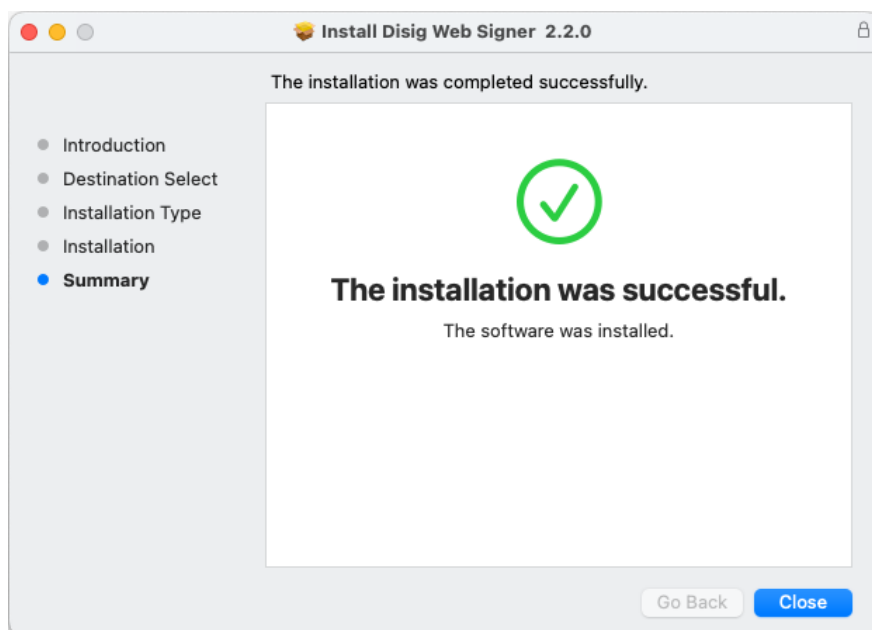 Install Disig Web Signer 2.2.0
The installation was completed successfully.
Introduction
Destination Select
Installation Type
Installation
Summary
The installation was successful.
The software was installed.
Go Back
Close